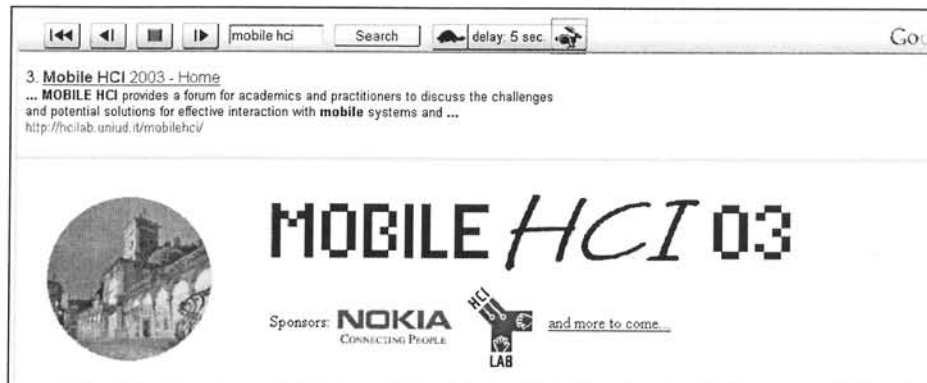 mobile hci Search delay: 5 sec. Goo
3. Mobile HCI 2003 - Home
... MOBILE HCI provides a forum for academics and practitioners to discuss the challenges
and potential solutions for effective interaction with mobile systems and ...
http://hcilab.uniud.it/mobilehci/
MOBILE HCI 03
Sponsors: NOKIA HCI and more to come...
CONNECTING PEOPLE
LAB